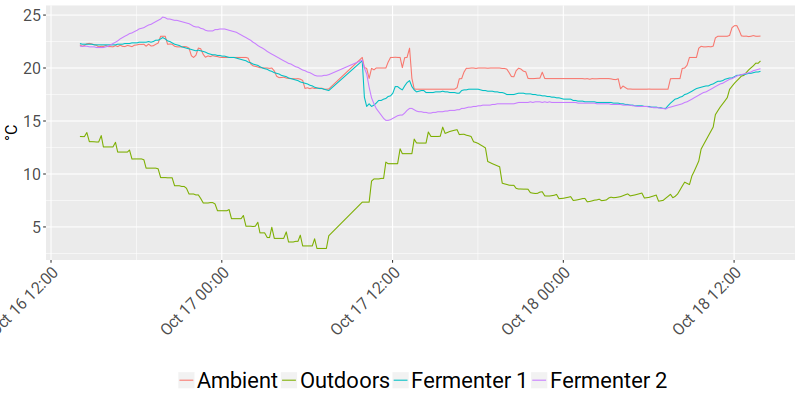 25
20
15
10
5
°C
16 12:00
Oct 17 00:00
Oct 17 12:00
Oct 18 00:00
Oct 18 12:00
Ambient Outdoors Fermenter 1 Fermenter 2